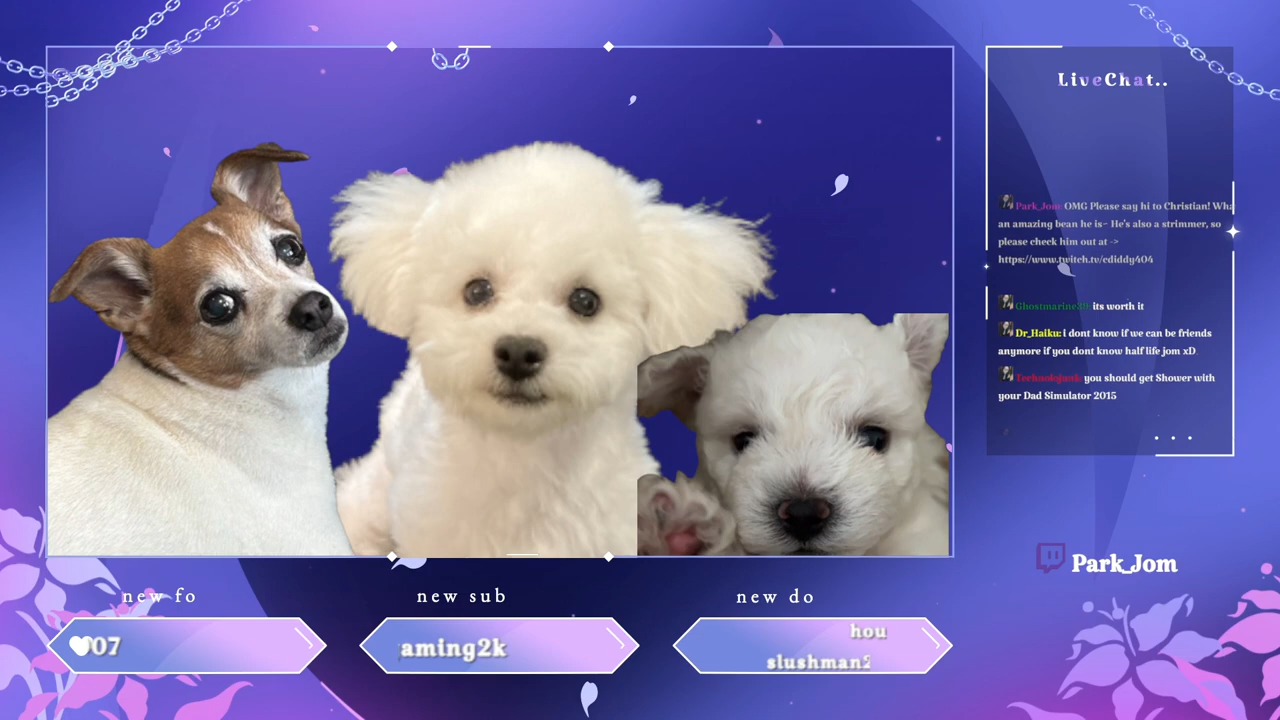 LiveChat..
Park_Jom: OMG Please say hi to Christian! Wha
an amazing bean he is~ He's also a strimmer, so
please check him out at ->
https://www.twitch.tv/ediddy404
its worth it
Dr_Haiku: i dont know if we can be friends
anymore if you dont know half life jom xD
you should get Shower with
your Dad Simulator 2015
Park_Jom
new fo
new sub
new do
07
aming2k
hou
slushman2